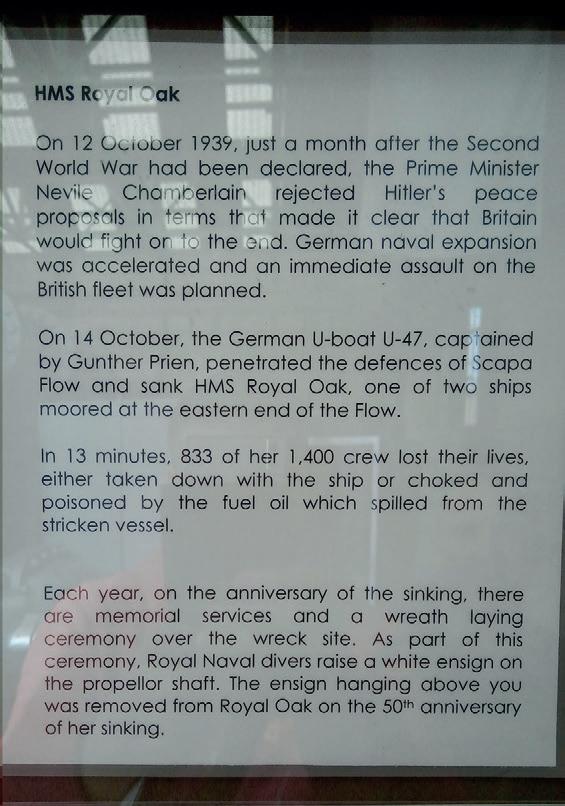 HMS Royal Oak
On 12 October 1939, just a month after the Second
World War had been declared, the Prime Minister
Nevile Chamberlain rejected Hitler's peace
proposals in terms that made it clear that Britain
would fight on to the end. German naval expansion
was accelerated and an immediate assault on the
British fleet was planned.
On 14 October, the German U-boat U-47, captained
by Gunther Prien, penetrated the defences of Scapa
Flow and sank HMS Royal Oak, one of two ships
moored at the eastern end of the Flow.
In 13 minutes, 833 of her 1,400 crew lost their lives,
either taken down with the ship or choked and
poisoned by the fuel oil which spilled from the
stricken vessel.
Each year, on the anniversary of the sinking, there
are memorial services and a wreath laying
ceremony over the wreck site. As part of this
ceremony, Royal Naval divers raise a white ensign on
the propellor shaft. The ensign hanging above you
was removed from Royal Oak on the 50th anniversary
of her sinking.